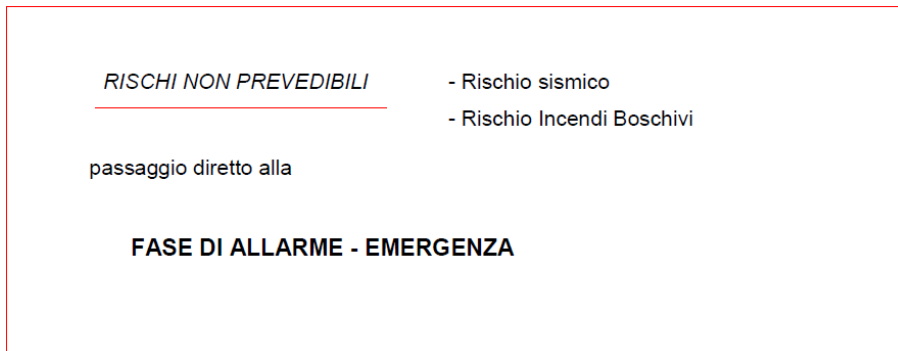 RISCHI NON PREVEDIBILI - Rischio sismico
- Rischio Incendi Boschivi
passaggio diretto alla
FASE DI ALLARME - EMERGENZA